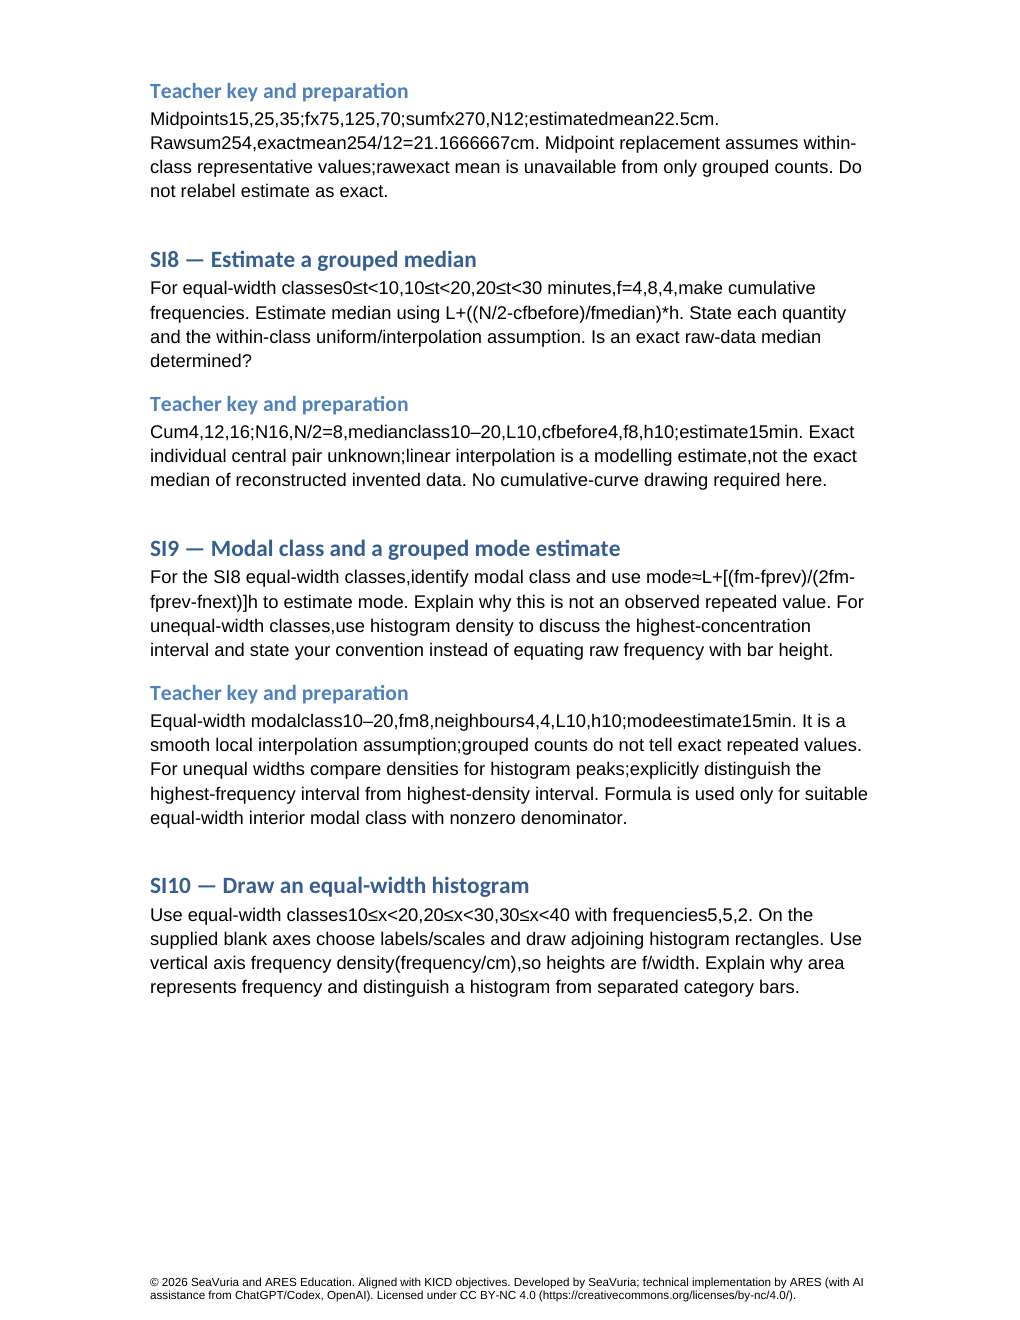 Teacher key and preparation
Midpoints15,25,35;fx75,125,70;sumfx270,N12;estimatedmean22.5cm.
Rawsum254,exactmean254/12=21.1666667cm. Midpoint replacement assumes within-
class representative values;rawexact mean is unavailable from only grouped counts. Do
not relabel estimate as exact.
SI8 — Estimate a grouped median
For equal-width classes0≤t<10,10≤t<20,20≤t<30 minutes,f=4,8,4,make cumulative
frequencies. Estimate median using L+((N/2-cfbefore)/fmedian)*h. State each quantity
and the within-class uniform/interpolation assumption. Is an exact raw-data median
determined?
Teacher key and preparation
Cum4,12,16;N16,N/2=8,medianclass10–20,L10,cfbefore4,f8,h10;estimate15min. Exact
individual central pair unknown;linear interpolation is a modelling estimate,not the exact
median of reconstructed invented data. No cumulative-curve drawing required here.
SI9 — Modal class and a grouped mode estimate
For the SI8 equal-width classes,identify modal class and use mode≈L+[(fm-fprev)/(2fm-
fprev-fnext)]h to estimate mode. Explain why this is not an observed repeated value. For
unequal-width classes,use histogram density to discuss the highest-concentration
interval and state your convention instead of equating raw frequency with bar height.
Teacher key and preparation
Equal-width modalclass10–20,fm8,neighbours4,4,L10,h10;modeestimate15min. It is a
smooth local interpolation assumption;grouped counts do not tell exact repeated values.
For unequal widths compare densities for histogram peaks;explicitly distinguish the
highest-frequency interval from highest-density interval. Formula is used only for suitable
equal-width interior modal class with nonzero denominator.
SI10 — Draw an equal-width histogram
Use equal-width classes10≤x<20,20≤x<30,30≤x<40 with frequencies5,5,2. On the
supplied blank axes choose labels/scales and draw adjoining histogram rectangles. Use
vertical axis frequency density(frequency/cm),so heights are f/width. Explain why area
represents frequency and distinguish a histogram from separated category bars.
© 2026 SeaVuria and ARES Education. Aligned with KICD objectives. Developed by SeaVuria; technical implementation by ARES (with AI
assistance from ChatGPT/Codex, OpenAI). Licensed under CC BY-NC 4.0 (https://creativecommons.org/licenses/by-nc/4.0/).